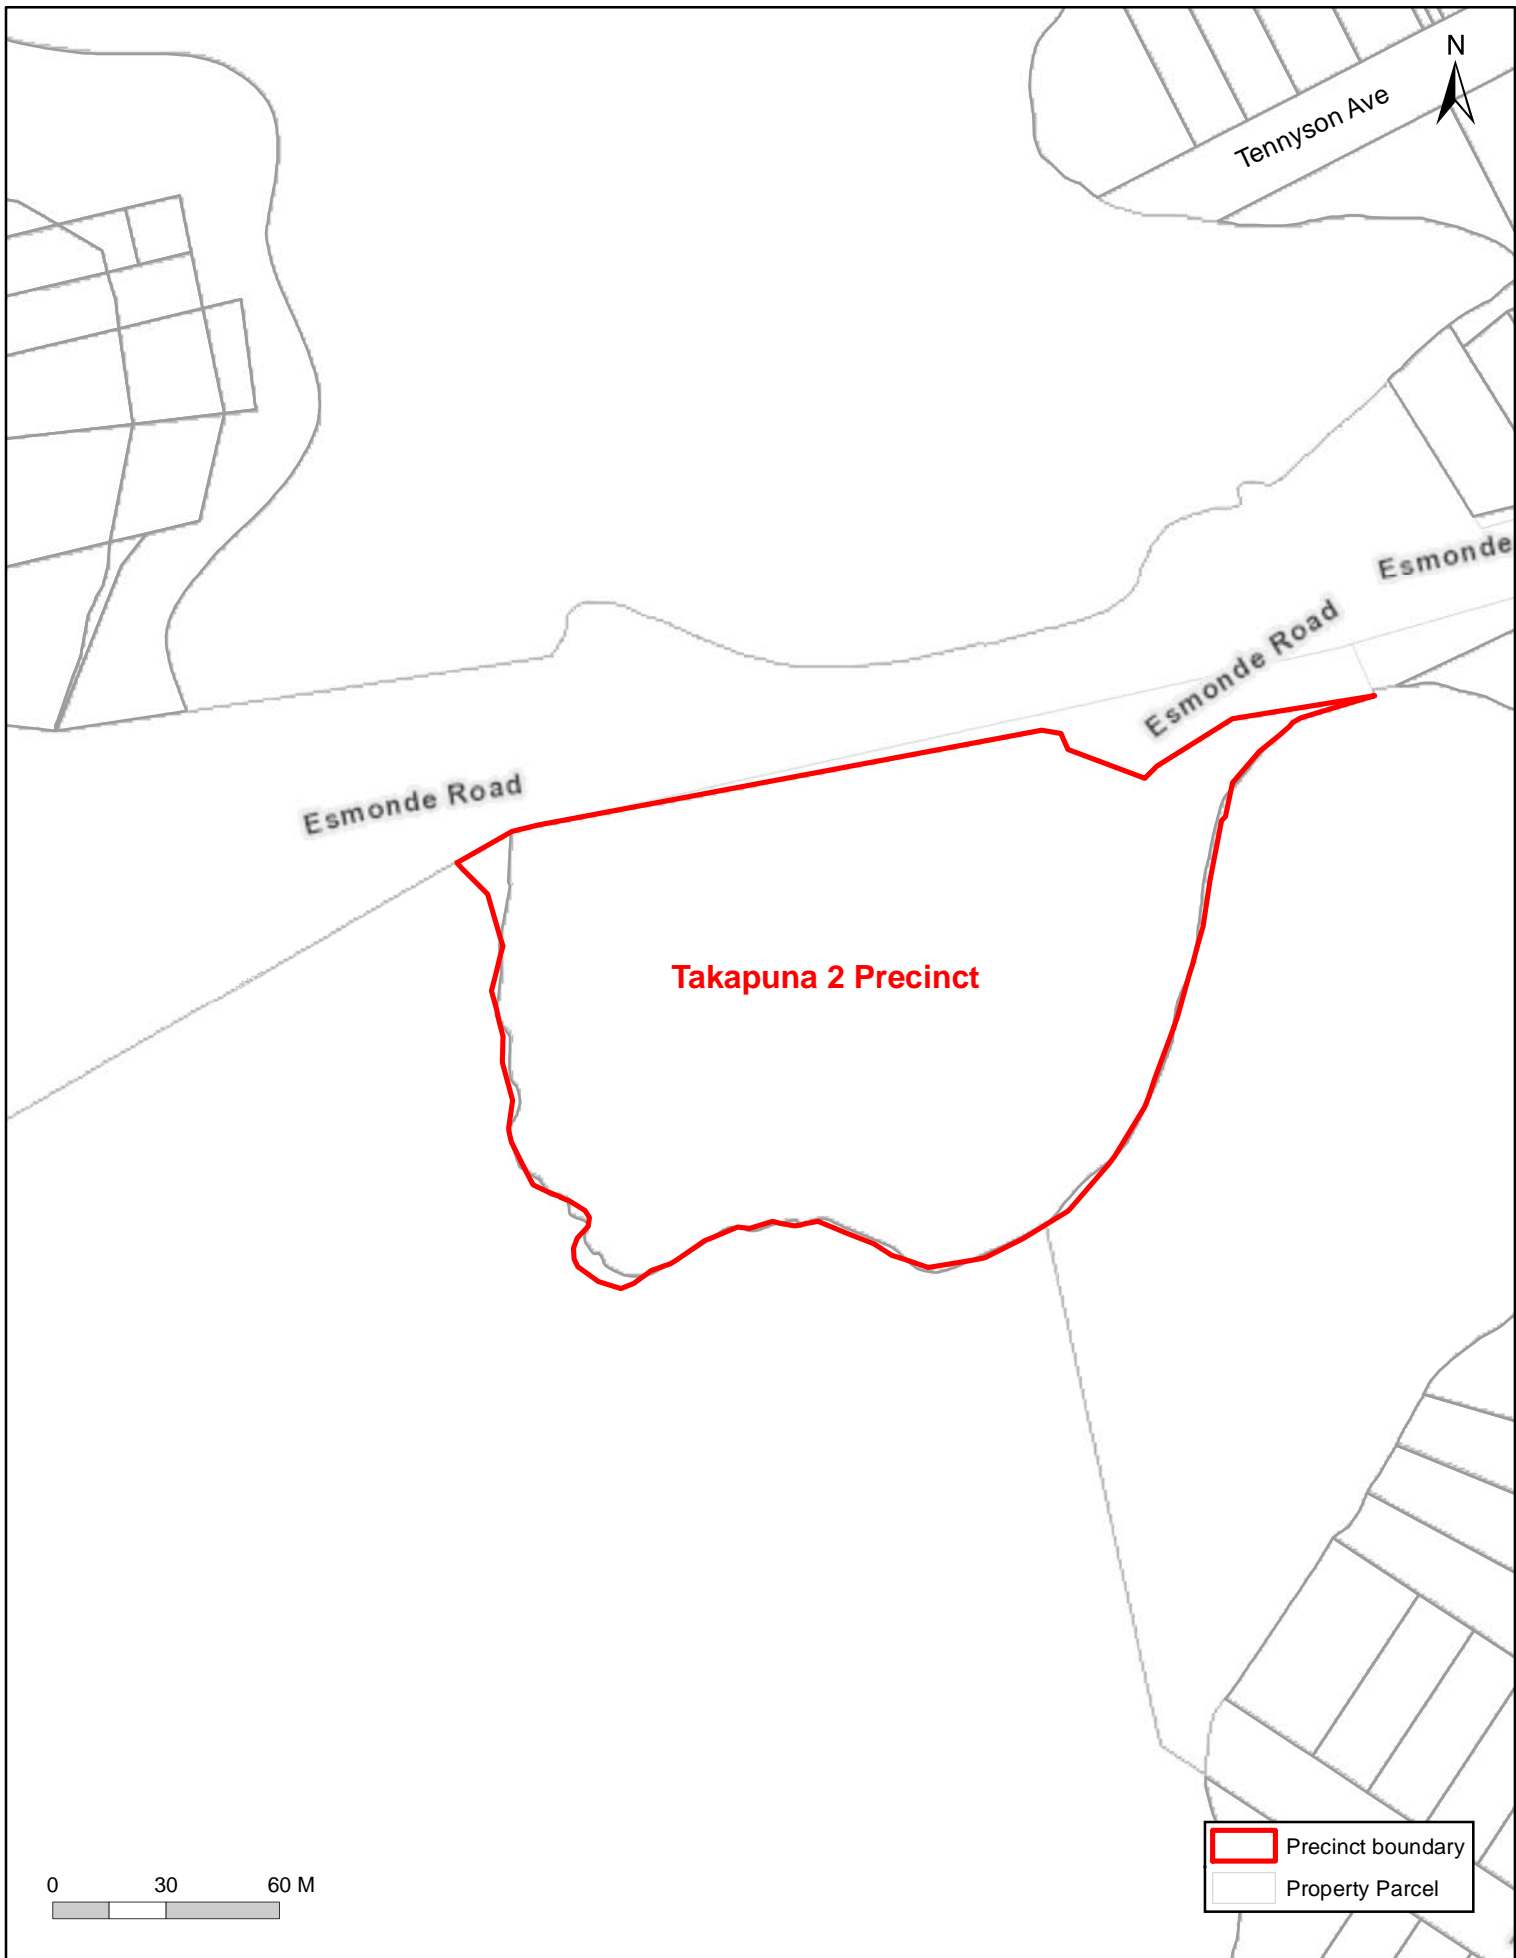 N
Tennyson Ave
Esmonde
Esmonde Road
Esmonde Road
Takapuna 2 Precinct
Precinct boundary
Property Parcel
0 30 60 M